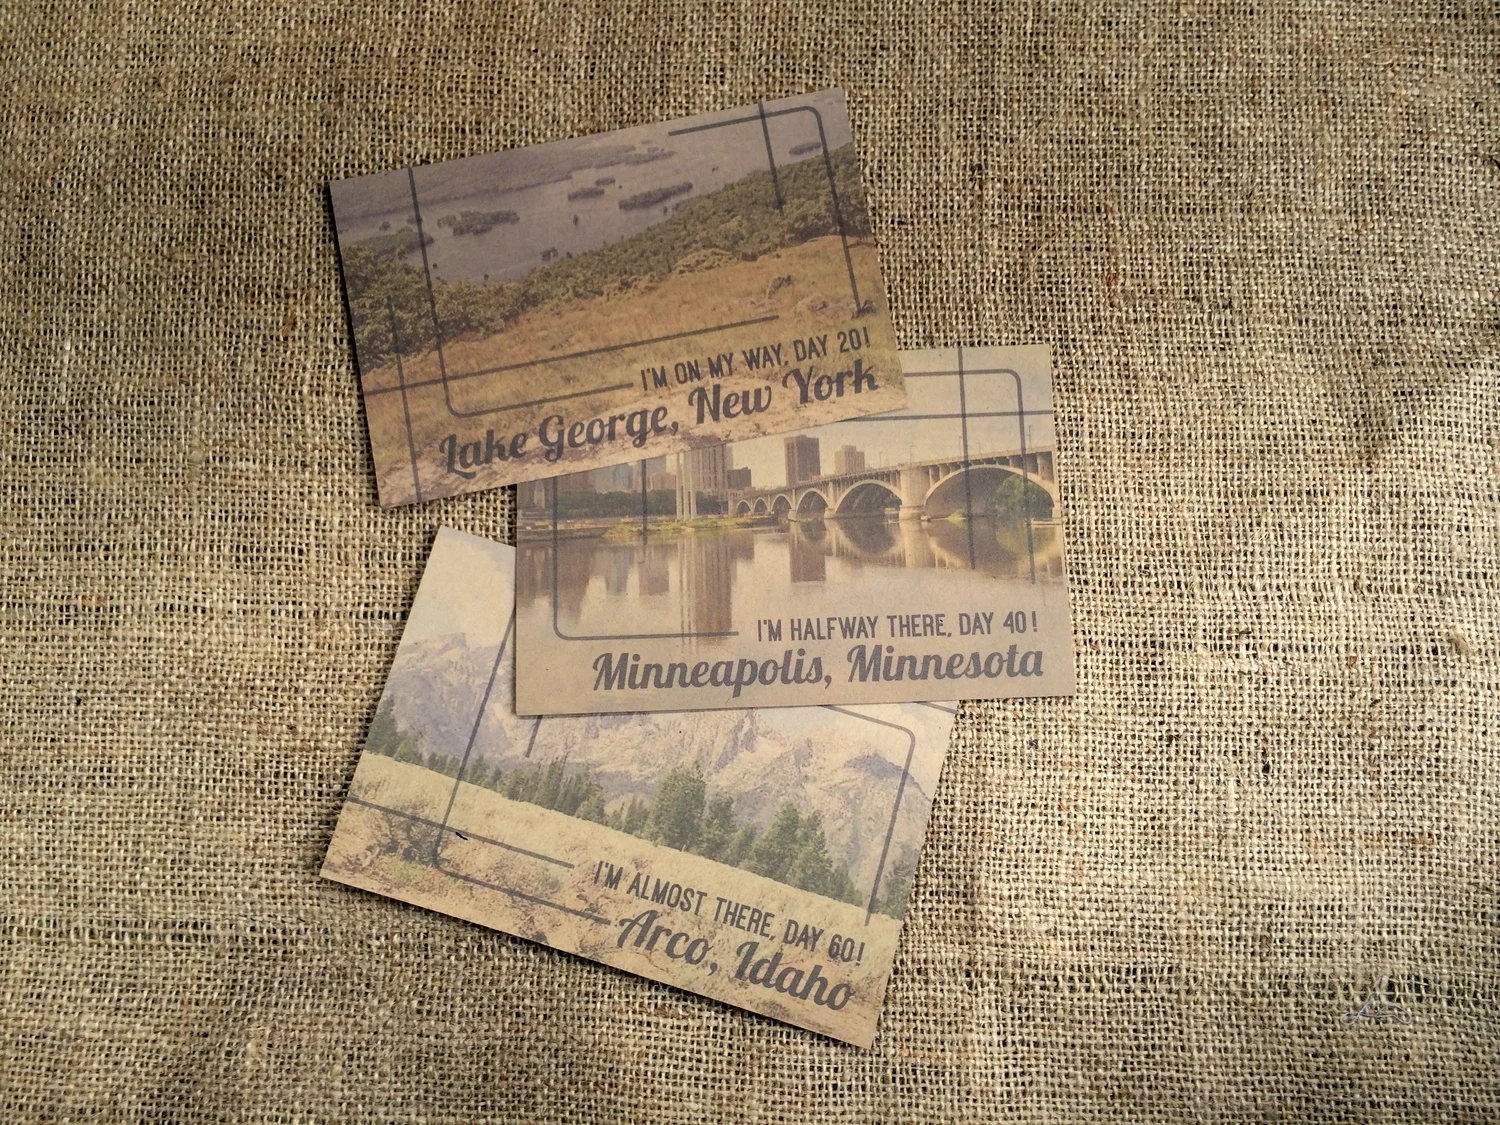 I'M ON MY WAY, DAY 20!
Lake George, New York
I'M HALFWAY THERE, DAY 40!
Minneapolis, Minnesota
I'M ALMOST THERE, DAY 60!
Arco, Idaho